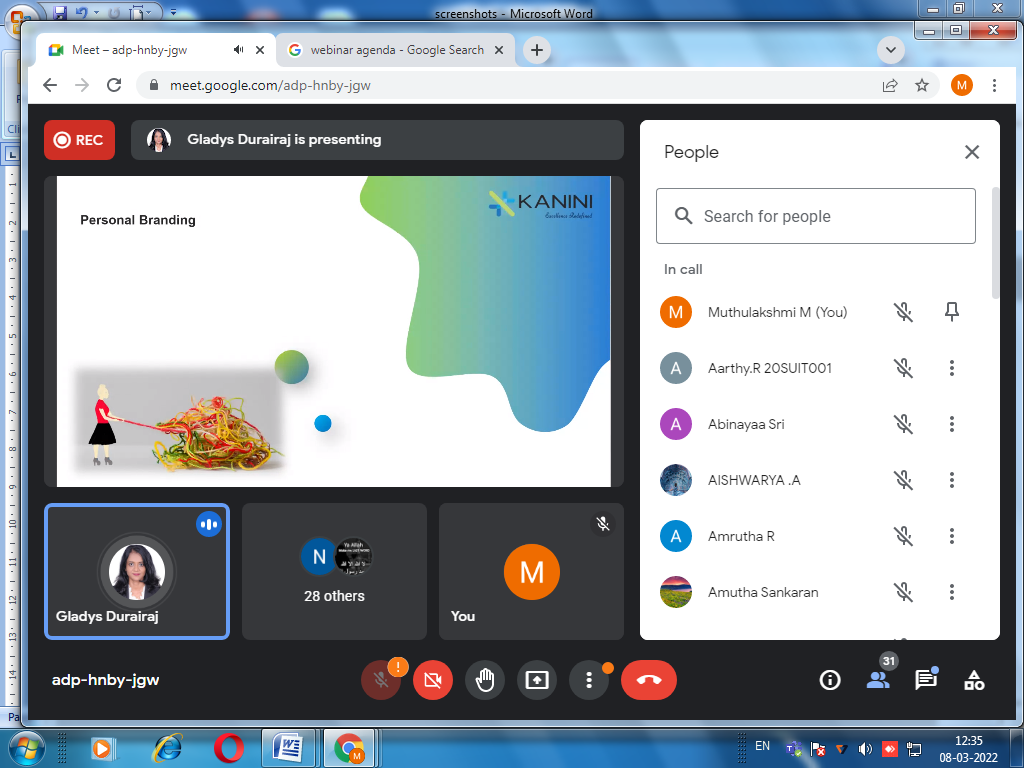 screenshots - Microsoft Word
Meet – adp-hnby-jgw
webinar agenda - Google Search
meet.google.com/adp-hnby-jgw
M
REC
Gladys Durairaj is presenting
Personal Branding
KANINI
Excellence Redefined
People
Search for people
In call
M
Muthulakshmi M (You)
A
Aarthy.R 20SUIT001
A
Abinayaa Sri
AISHWARYA .A
A
Amrutha R
Amutha Sankaran
Gladys Durairaj
N
28 others
M
You
adp-hnby-jgw
!
31
EN
12:35
08-03-2022